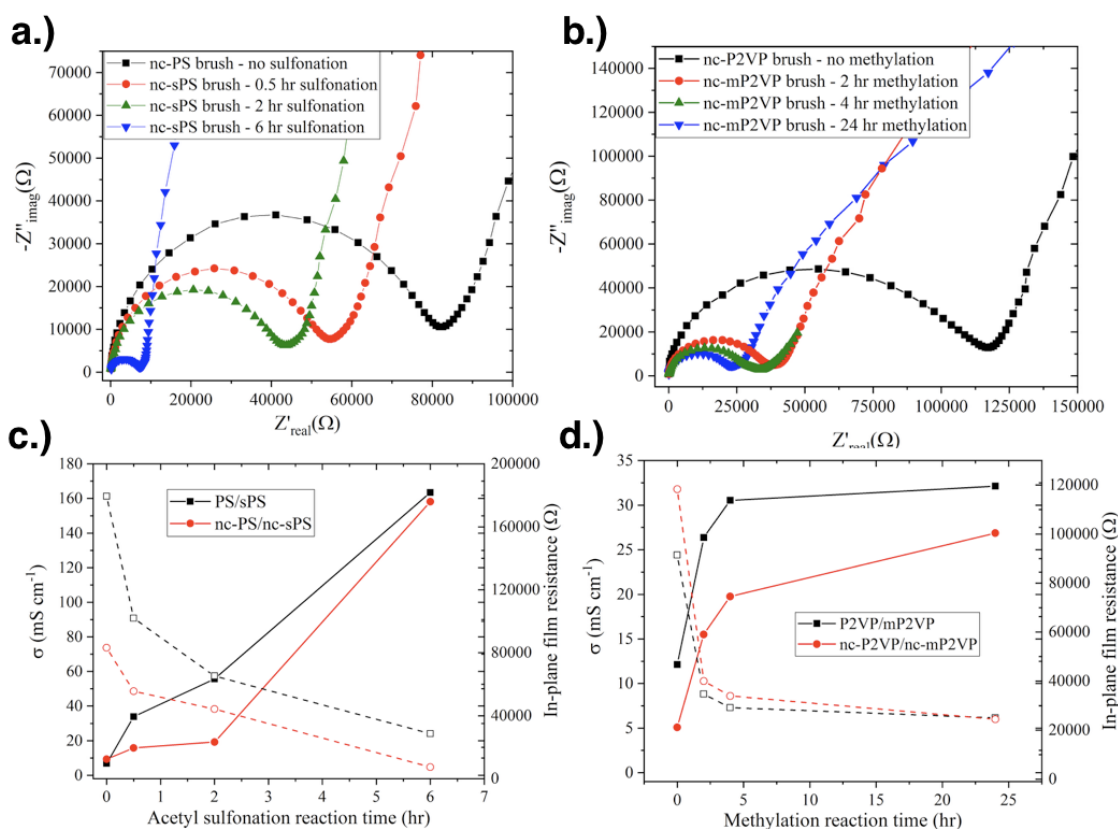 a.)
nc-PS brush - no sulfonation
nc-sPS brush - 0.5 hr sulfonation
nc-sPS brush - 2 hr sulfonation
nc-sPS brush - 6 hr sulfonation
70000
60000
50000
40000
30000
20000
10000
0
-Z''imag(Ω)
0 20000 40000 60000 80000 100000
Z'real(Ω)
b.)
nc-P2VP brush - no methylation
nc-mP2VP brush - 2 hr methylation
nc-mP2VP brush - 4 hr methylation
nc-mP2VP brush - 24 hr methylation
150000
140000
120000
100000
80000
60000
40000
20000
0
-Z''imag(Ω)
0 25000 50000 75000 100000 125000 150000
Z'real(Ω)
c.)
PS/sPS
nc-PS/nc-sPS
180
160
140
120
100
80
60
40
20
0
σ (mS cm-1)
200000
160000
120000
80000
40000
0
In-plane film resistance (Ω)
0 1 2 3 4 5 6 7
Acetyl sulfonation reaction time (hr)
d.)
P2VP/mP2VP
nc-P2VP/nc-mP2VP
35
30
25
20
15
10
5
0
σ (mS cm-1)
120000
100000
80000
60000
40000
20000
0
In-plane film resistance (Ω)
0 5 10 15 20 25
Methylation reaction time (hr)